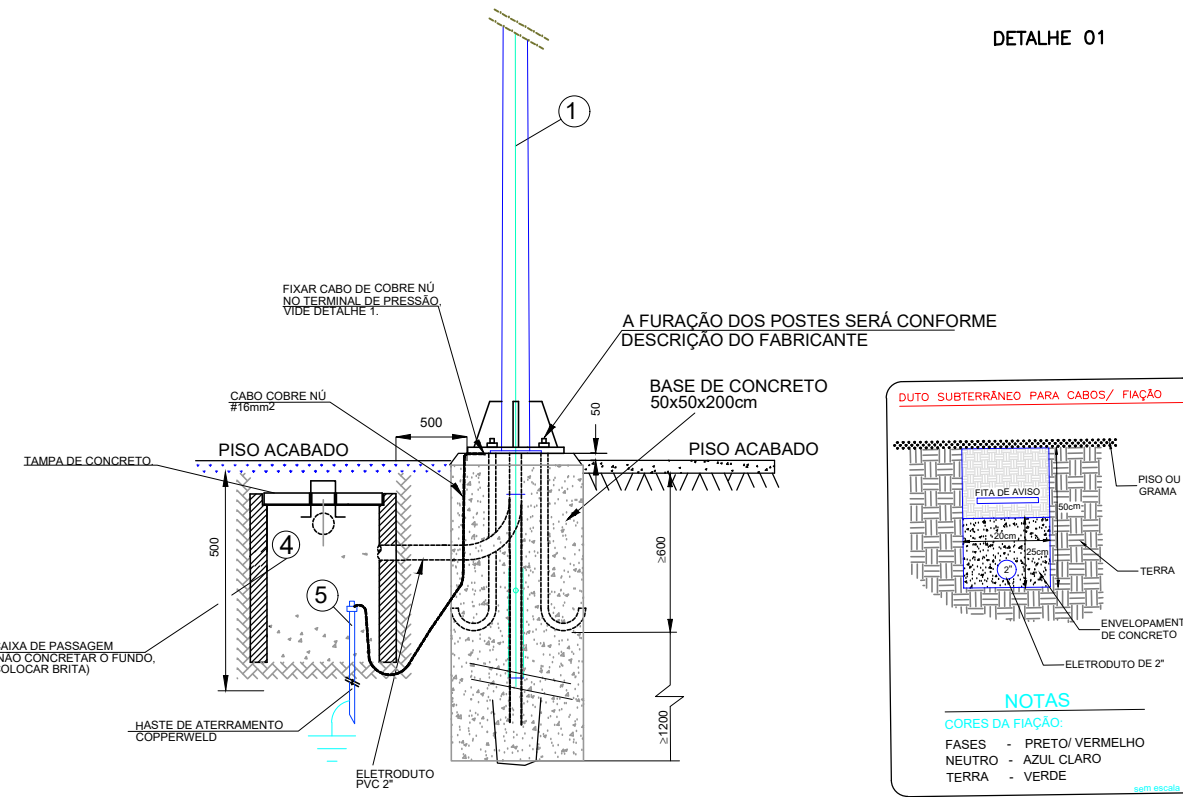 DETALHE 01
1
FIXAR CABO DE COBRE NÚ
NO TERMINAL DE PRESSÃO,
VIDE DETALHE 1.
A FURAÇÃO DOS POSTES SERÁ CONFORME
DESCRIÇÃO DO FABRICANTE
CABO COBRE NÚ
#16mm2
BASE DE CONCRETO
50x50x200cm
500
50
PISO ACABADO
PISO ACABADO
TAMPA DE CONCRETO
500
4
5
≥600
≥1200
AIXA DE PASSAGEM
NÃO CONCRETAR O FUNDO,
OLOCAR BRITA)
HASTE DE ATERRAMENTO
COPPERWELD
ELETRODUTO
PVC 2"
DUTO SUBTERRÂNEO PARA CABOS/ FIAÇÃO
PISO OU
GRAMA
FITA DE AVISO
50cm
20cm
25cm
2"
TERRA
ENVELOPAMENT
DE CONCRETO
ELETRODUTO DE 2"
NOTAS
CORES DA FIAÇÃO:
FASES - PRETO/ VERMELHO
NEUTRO - AZUL CLARO
TERRA - VERDE
sem escala